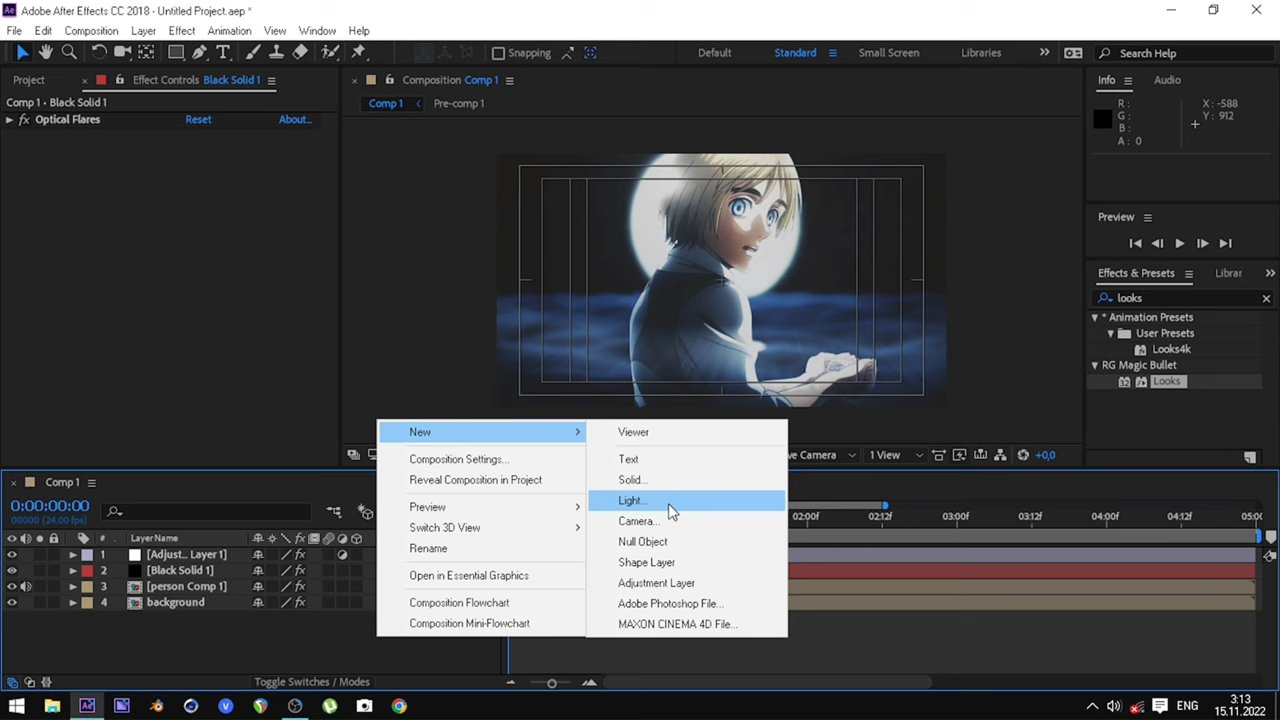 Adobe After Effects CC 2018 - Untitled Project.aep *
File Edit Composition Layer Effect Animation View Window Help
Snapping Default Standard Small Screen Libraries Search Help
Project Effect Controls Black Solid 1
Composition Comp 1
Info Audio
Comp 1 • Black Solid 1
Comp 1 Pre-comp 1
R : X : -588
G : Y : 912
B :
A : 0
fx Optical Flares Reset About...
Preview
Effects & Presets Librar
looks
* Animation Presets
User Presets
Looks4k
RG Magic Bullet
Looks
New
Composition Settings...
Reveal Composition in Project
Preview
Switch 3D View
Rename
Open in Essential Graphics
Composition Flowchart
Composition Mini-Flowchart
Viewer
Text
Solid...
Light...
Camera...
Null Object
Shape Layer
Adjustment Layer
Adobe Photoshop File...
MAXON CINEMA 4D File...
ve Camera 1 View +0,0
Comp 1
0:00:00:00
00000 (24.00 fps)
02:00f 02:12f 03:00f 03:12f 04:00f 04:12f 05:00
# Layer Name
1 [Adjust... Layer 1]
2 [Black Solid 1]
3 [person Comp 1]
4 background
Toggle Switches / Modes
ENG
3:13
15.11.2022